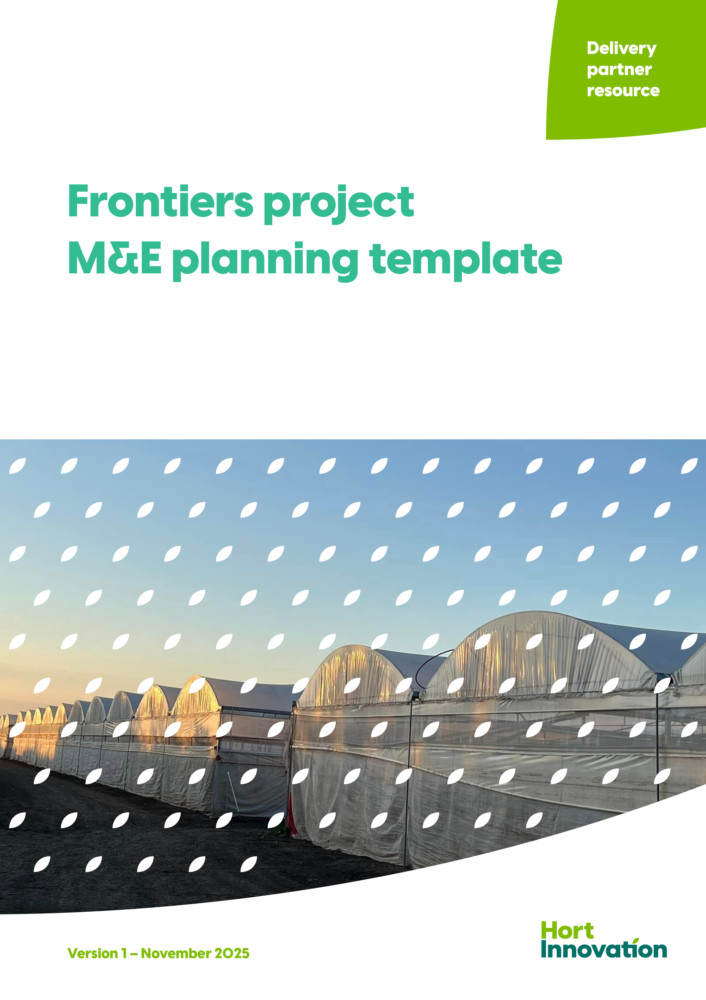 Delivery
partner
resource
Frontiers project
M&E planning template
Version 1 – November 2025
Hort
Innovation